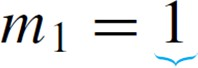 m₁ = 1